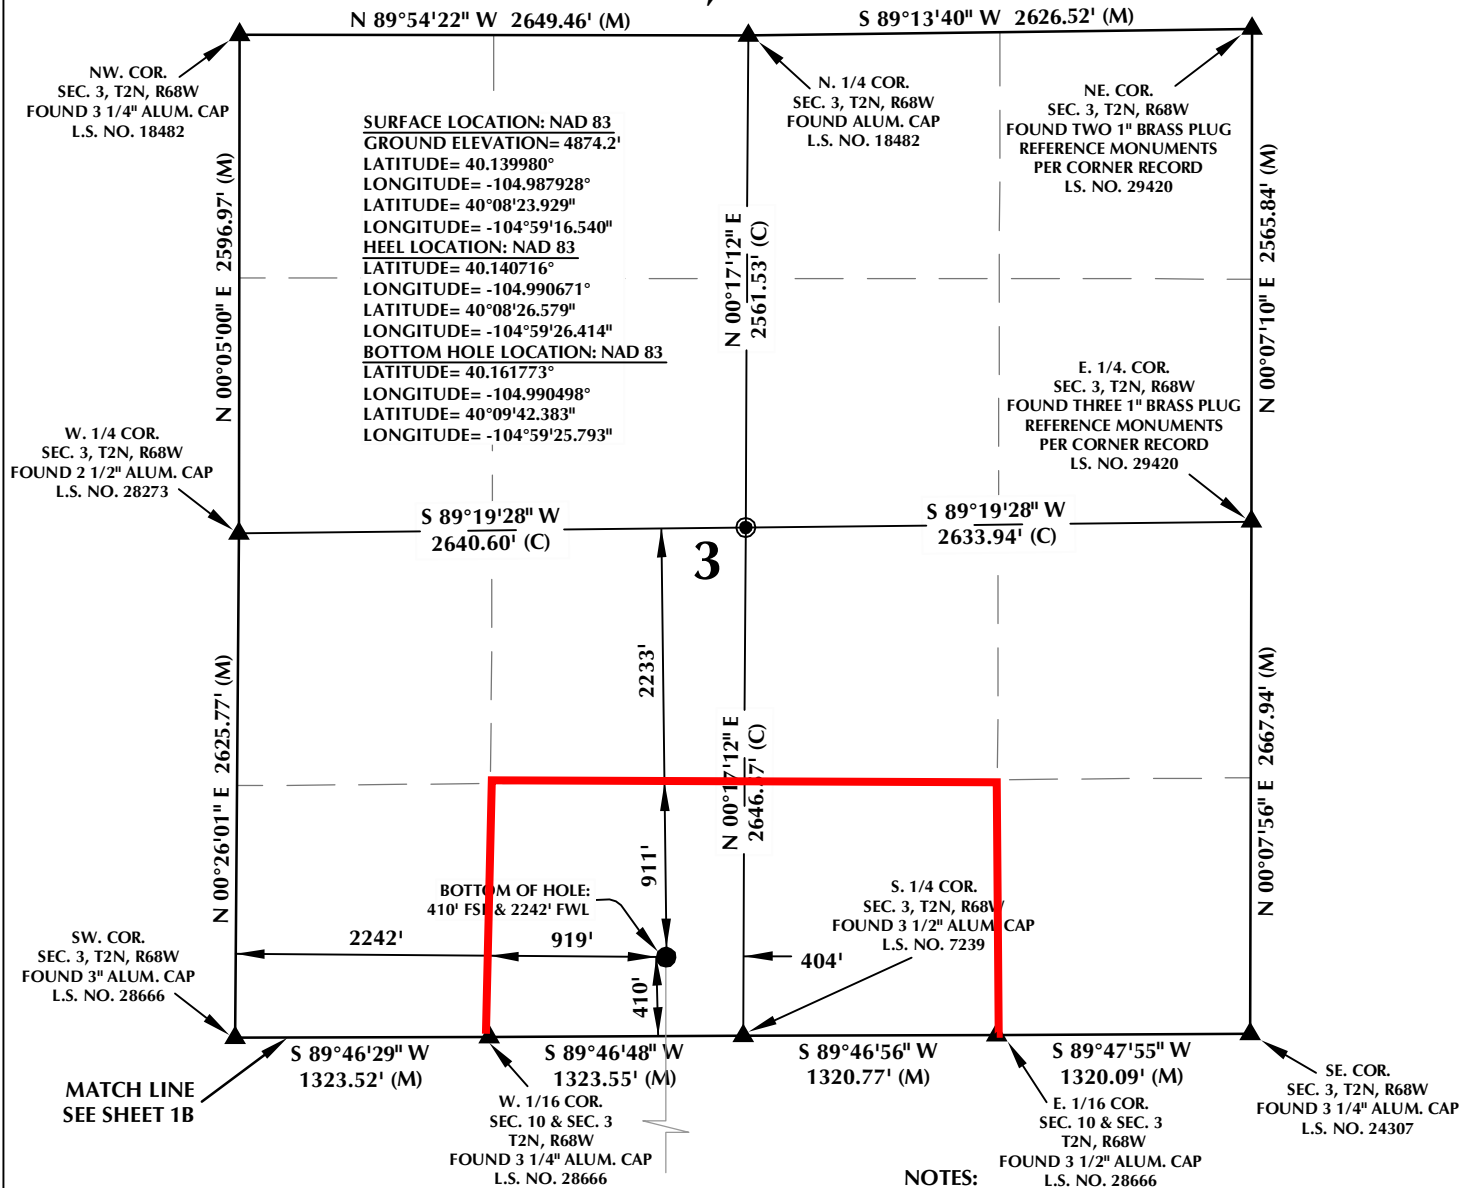 N 89°54'22" W 2649.46' (M)
S 89°13'40" W 2626.52' (M)
NW. COR.
SEC. 3, T2N, R68W
FOUND 3 1/4" ALUM. CAP
L.S. NO. 18482
N. 1/4 COR.
SEC. 3, T2N, R68W
FOUND ALUM. CAP
L.S. NO. 18482
NE. COR.
SEC. 3, T2N, R68W
FOUND TWO 1" BRASS PLUG
REFERENCE MONUMENTS
PER CORNER RECORD
LS. NO. 29420
SURFACE LOCATION: NAD 83
GROUND ELEVATION= 4874.2'
LATITUDE= 40.139980°
LONGITUDE= -104.987928°
LATITUDE= 40°08'23.929"
LONGITUDE= -104°59'16.540"
HEEL LOCATION: NAD 83
LATITUDE= 40.140716°
LONGITUDE= -104.990671°
LATITUDE= 40°08'26.579"
LONGITUDE= -104°59'26.414"
BOTTOM HOLE LOCATION: NAD 83
LATITUDE= 40.161773°
LONGITUDE= -104.990498°
LATITUDE= 40°09'42.383"
LONGITUDE= -104°59'25.793"
N 00°05'00" E 2596.97' (M)
N 00°17'12" E
2561.53' (C)
N 00°07'10" E 2565.84' (M)
W. 1/4 COR.
SEC. 3, T2N, R68W
FOUND 2 1/2" ALUM. CAP
L.S. NO. 28273
E. 1/4. COR.
SEC. 3, T2N, R68W
FOUND THREE 1" BRASS PLUG
REFERENCE MONUMENTS
PER CORNER RECORD
LS. NO. 29420
S 89°19'28" W
2640.60' (C)
S 89°19'28" W
2633.94' (C)
3
2233'
N 00°26'01" E 2625.77' (M)
N 00°17'12" E
(C)
N 00°07'56" E 2667.94' (M)
911'
BOTTOM OF HOLE:
410' FSL & 2242' FWL
S. 1/4 COR.
SEC. 3, T2N, R68W
FOUND 3 1/2" ALUM. CAP
L.S. NO. 7239
SW. COR.
SEC. 3, T2N, R68W
FOUND 3" ALUM. CAP
L.S. NO. 28666
2242'
919'
404'
410'
S 89°46'29" W
1323.52' (M)
S 89°46'48" W
1323.55' (M)
S 89°46'56" W
1320.77' (M)
S 89°47'55" W
1320.09' (M)
MATCH LINE
SEE SHEET 1B
W. 1/16 COR.
SEC. 10 & SEC. 3
T2N, R68W
FOUND 3 1/4" ALUM. CAP
L.S. NO. 28666
E. 1/16 COR.
SEC. 10 & SEC. 3
T2N, R68W
FOUND 3 1/2" ALUM. CAP
L.S. NO. 28666
SE. COR.
SEC. 3, T2N, R68W
FOUND 3 1/4" ALUM. CAP
L.S. NO. 24307
NOTES: